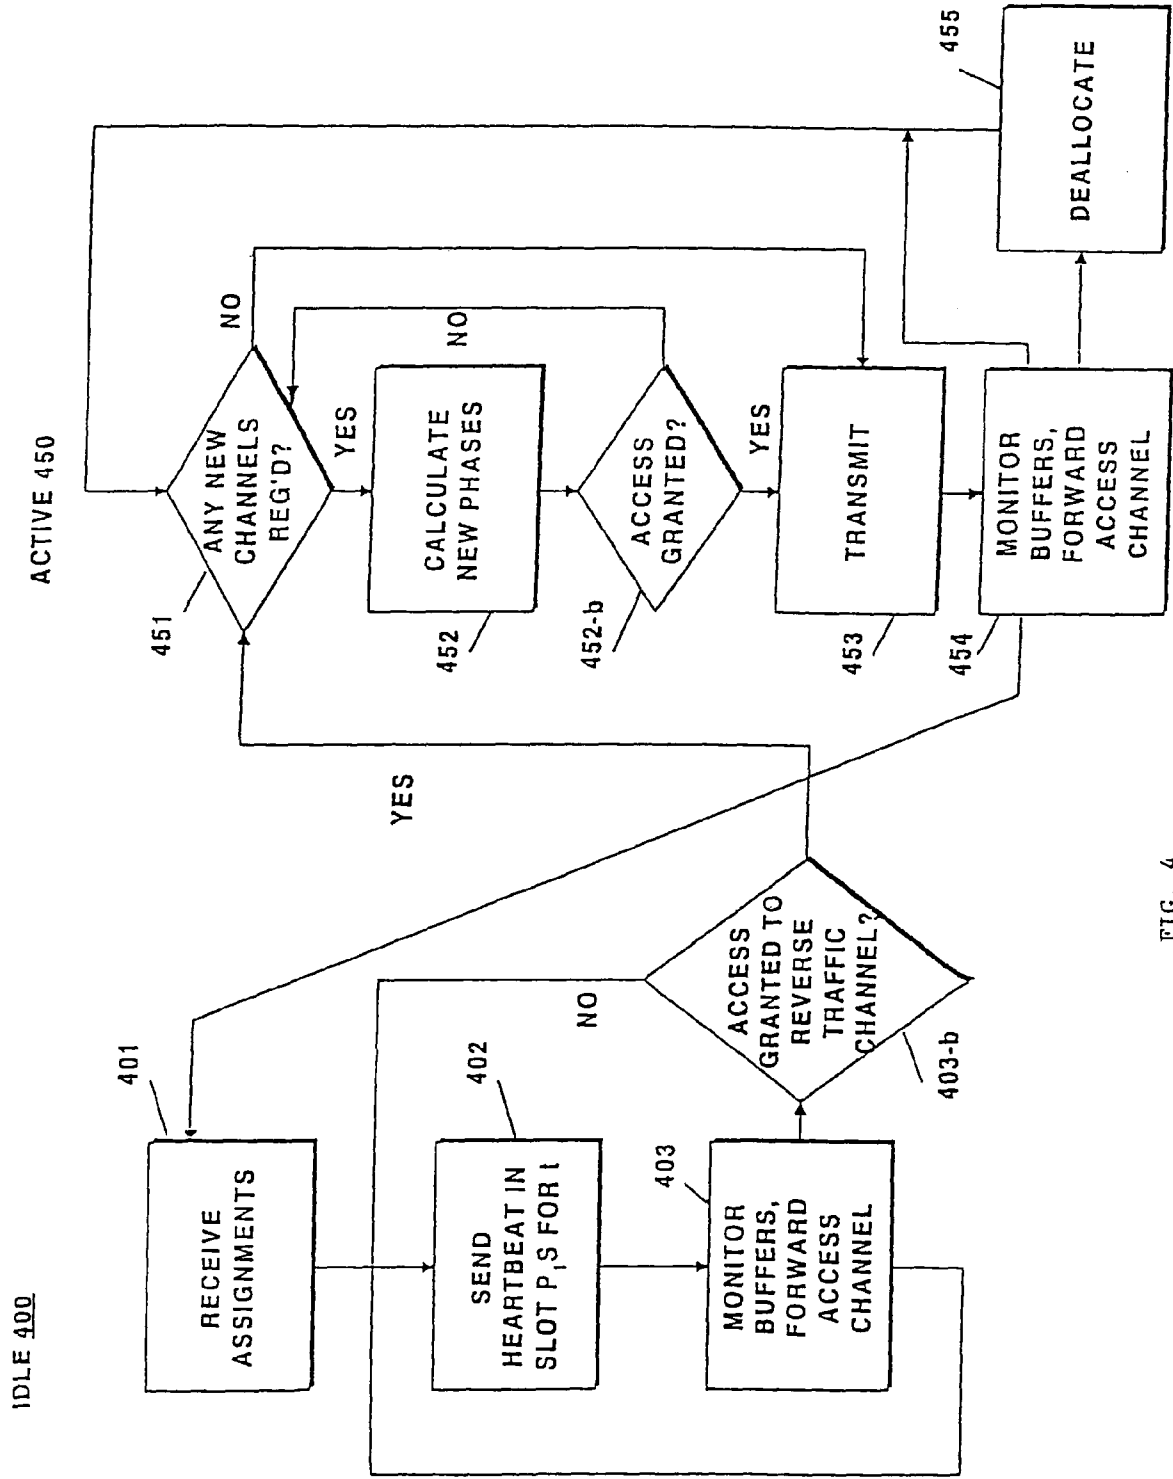 IDLE 400
401
RECEIVE
ASSIGNMENTS
402
SEND
HEARTBEAT IN
SLOT P,S FOR t
403
MONITOR
BUFFERS,
FORWARD
ACCESS
CHANNEL
NO
ACCESS
GRANTED TO
REVERSE
TRAFFIC
CHANNEL?
403-b
YES
ACTIVE 450
451
ANY NEW
CHANNELS
REG'D?
NO
YES
452
CALCULATE
NEW PHASES
NO
452-b
ACCESS
GRANTED?
YES
453
TRANSMIT
454
MONITOR
BUFFERS,
FORWARD
ACCESS
CHANNEL
455
DEALLOCATE
FIG. 4